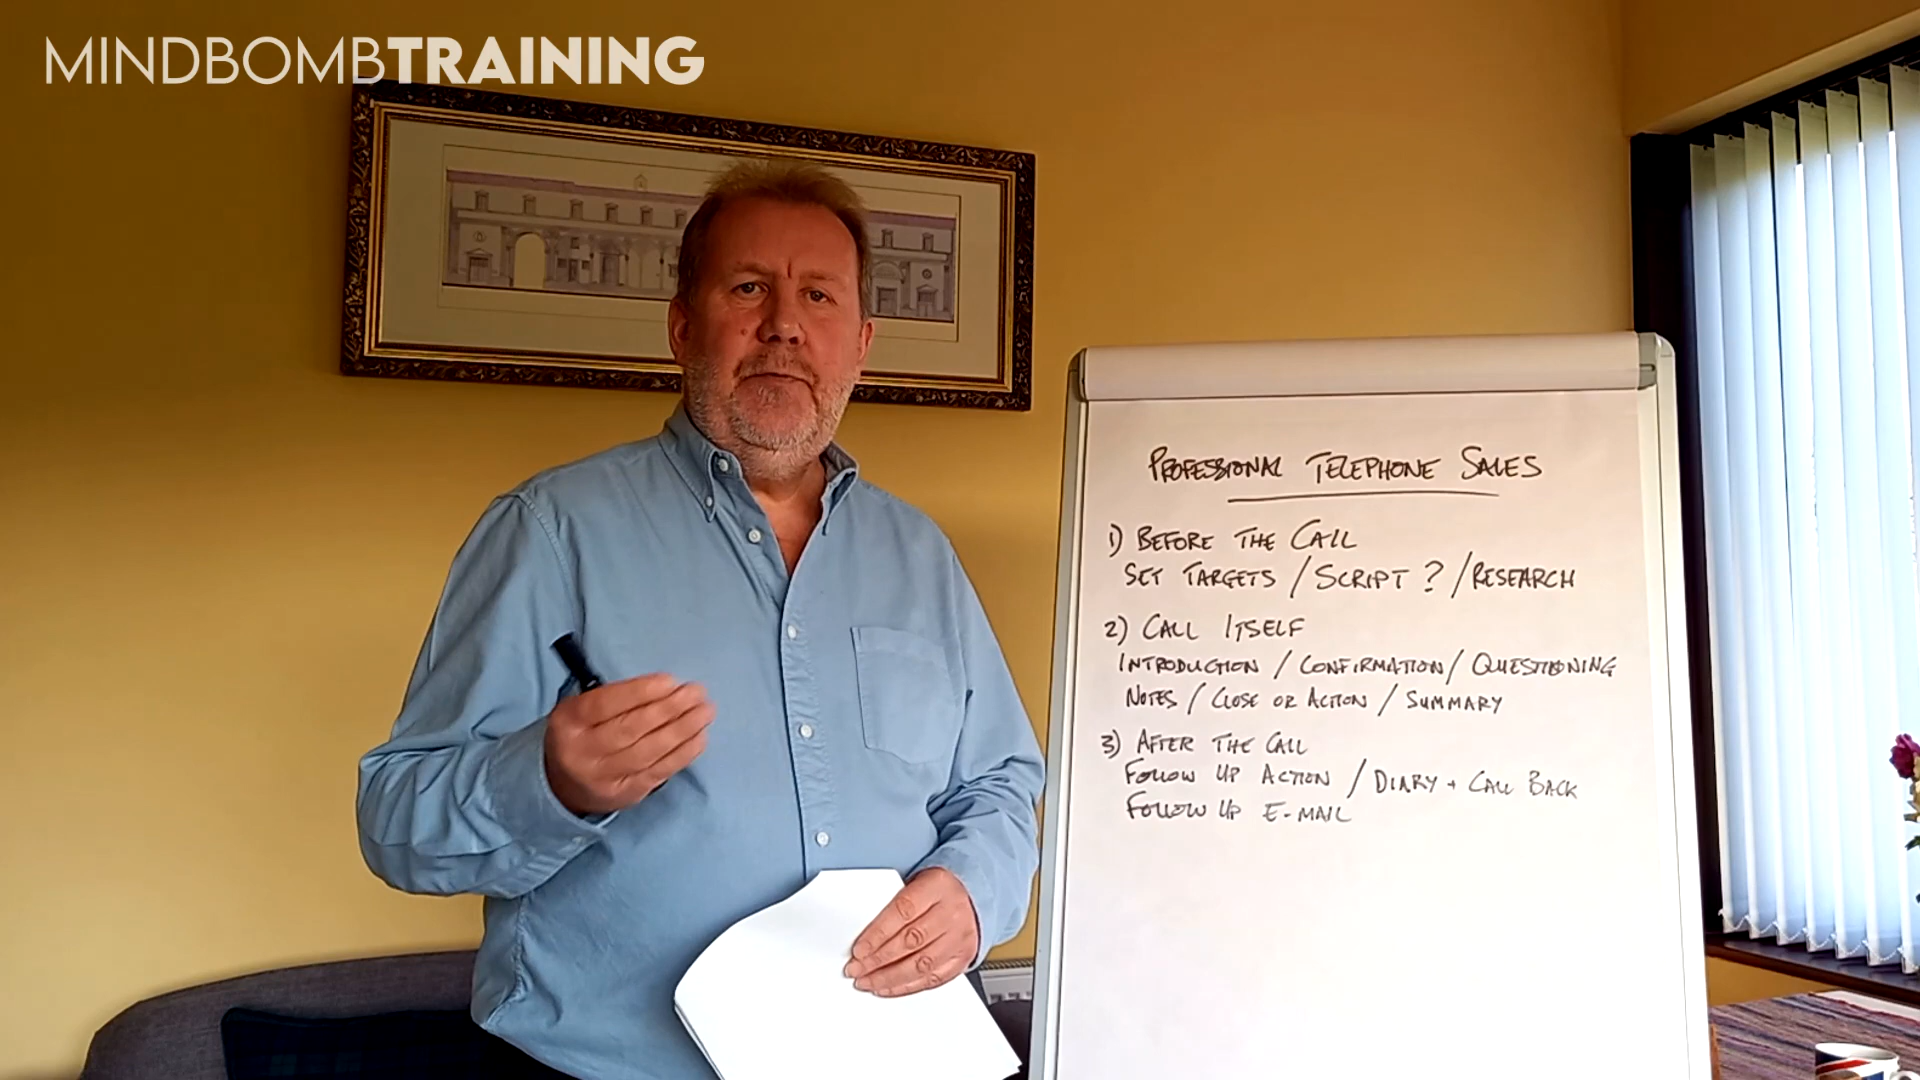 MINDBOMBTRAINING
PROFESSIONAL TELEPHONE SALES
1) BEFORE THE CALL
SET TARGETS / SCRIPT ? / RESEARCH
2) CALL ITSELF
INTRODUCTION / CONFIRMATION / QUESTIONING
NOTES / CLOSE OR ACTION / SUMMARY
3) AFTER THE CALL
FOLLOW UP ACTION / DIARY + CALL BACK
FOLLOW UP E-MAIL